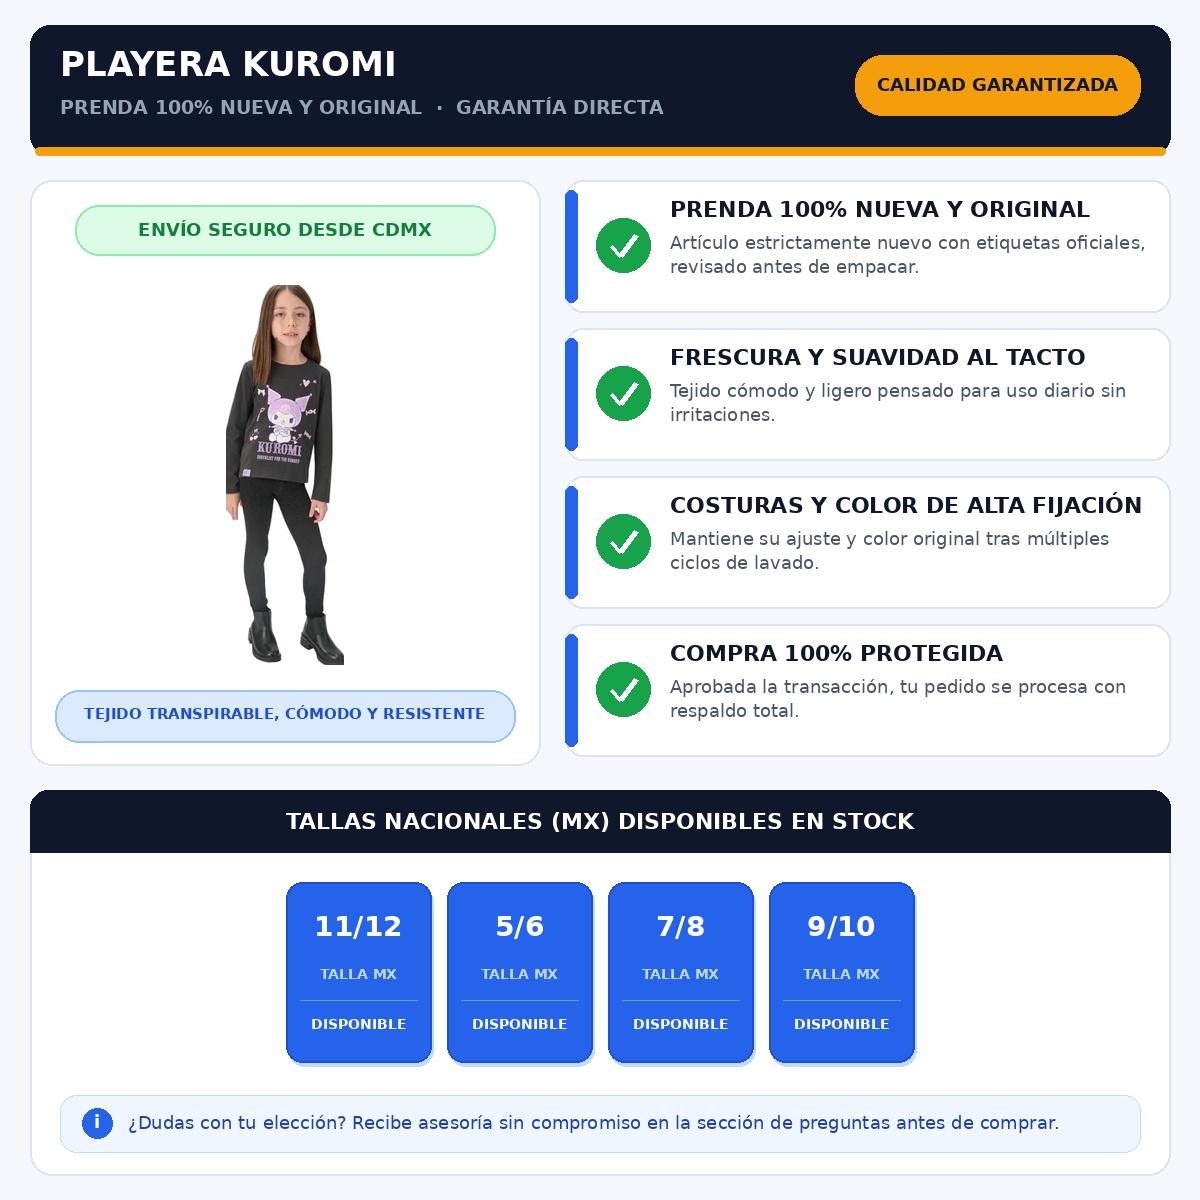 PLAYERA KUROMI
PRENDA 100% NUEVA Y ORIGINAL · GARANTÍA DIRECTA
CALIDAD GARANTIZADA
ENVÍO SEGURO DESDE CDMX
KUROMI
TEJIDO TRANSPIRABLE, CÓMODO Y RESISTENTE
PRENDA 100% NUEVA Y ORIGINAL
Artículo estrictamente nuevo con etiquetas oficiales,
revisado antes de empacar.
FRESCURA Y SUAVIDAD AL TACTO
Tejido cómodo y ligero pensado para uso diario sin
irritaciones.
COSTURAS Y COLOR DE ALTA FIJACIÓN
Mantiene su ajuste y color original tras múltiples
ciclos de lavado.
COMPRA 100% PROTEGIDA
Aprobada la transacción, tu pedido se procesa con
respaldo total.
TALLAS NACIONALES (MX) DISPONIBLES EN STOCK
11/12
TALLA MX
DISPONIBLE
5/6
TALLA MX
DISPONIBLE
7/8
TALLA MX
DISPONIBLE
9/10
TALLA MX
DISPONIBLE
i
¿Dudas con tu elección? Recibe asesoría sin compromiso en la sección de preguntas antes de comprar.